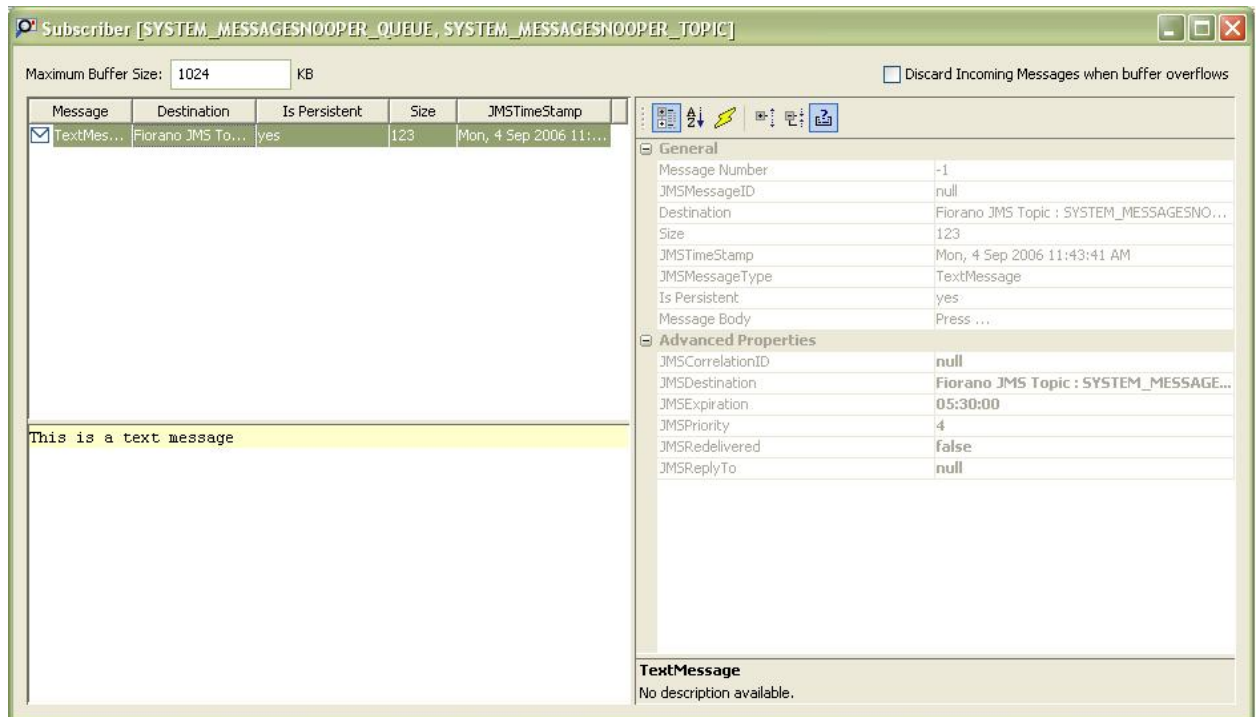 Subscriber [SYSTEM_MESSAGESNOOPER_QUEUE, SYSTEM_MESSAGESNOOPER_TOPIC]
Maximum Buffer Size: 1024 KB
Discard Incoming Messages when buffer overflows
Message Destination Is Persistent Size JMSTimeStamp
TextMes... Fiorano JMS To... yes 123 Mon, 4 Sep 2006 11:...
This is a text message
General
Message Number -1
JMSMessageID null
Destination Fiorano JMS Topic : SYSTEM_MESSAGESNO...
Size 123
JMSTimeStamp Mon, 4 Sep 2006 11:43:41 AM
JMSMessageType TextMessage
Is Persistent yes
Message Body Press ...
Advanced Properties
JMSCorrelationID null
JMSDestination Fiorano JMS Topic : SYSTEM_MESSAGE...
JMSExpiration 05:30:00
JMSPriority 4
JMSRedelivered false
JMSReplyTo null
TextMessage
No description available.